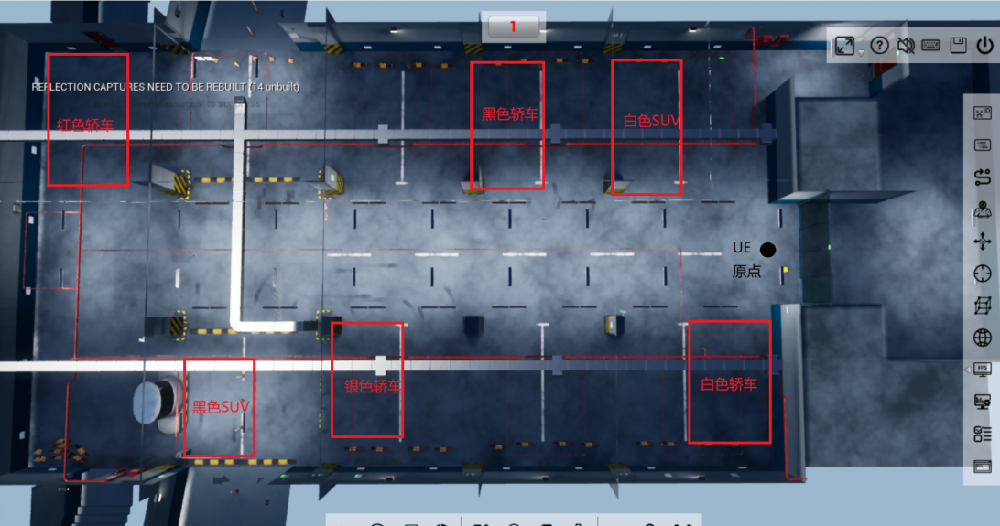 1
REFLECTION CAPTURES NEED TO BE REBUILT (14 unbuilt)
红色轿车
黑色轿车
白色SUV
UE
原点
银色轿车
白色轿车
黑色SUV
FPS